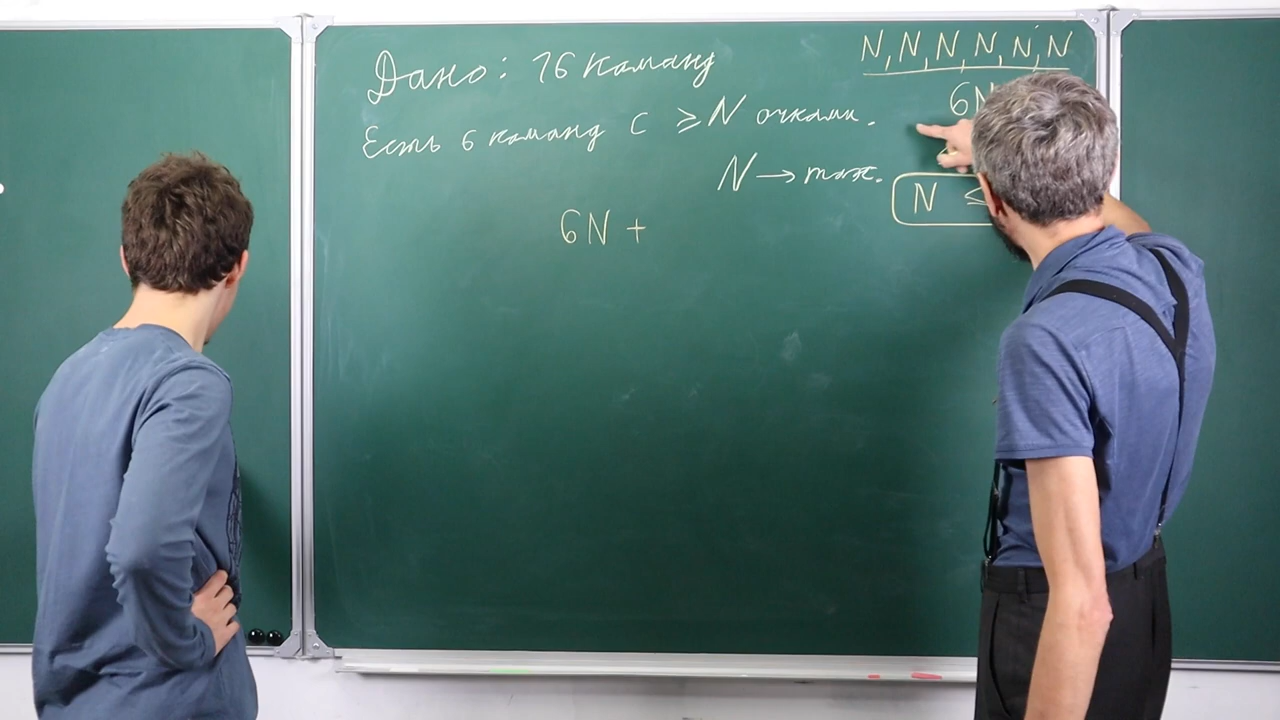 Дано: 16 команд
Есть 6 команд с ≥ N очками.
N → max.
6N +
N, N, N, N, N, N
6N
N ≤